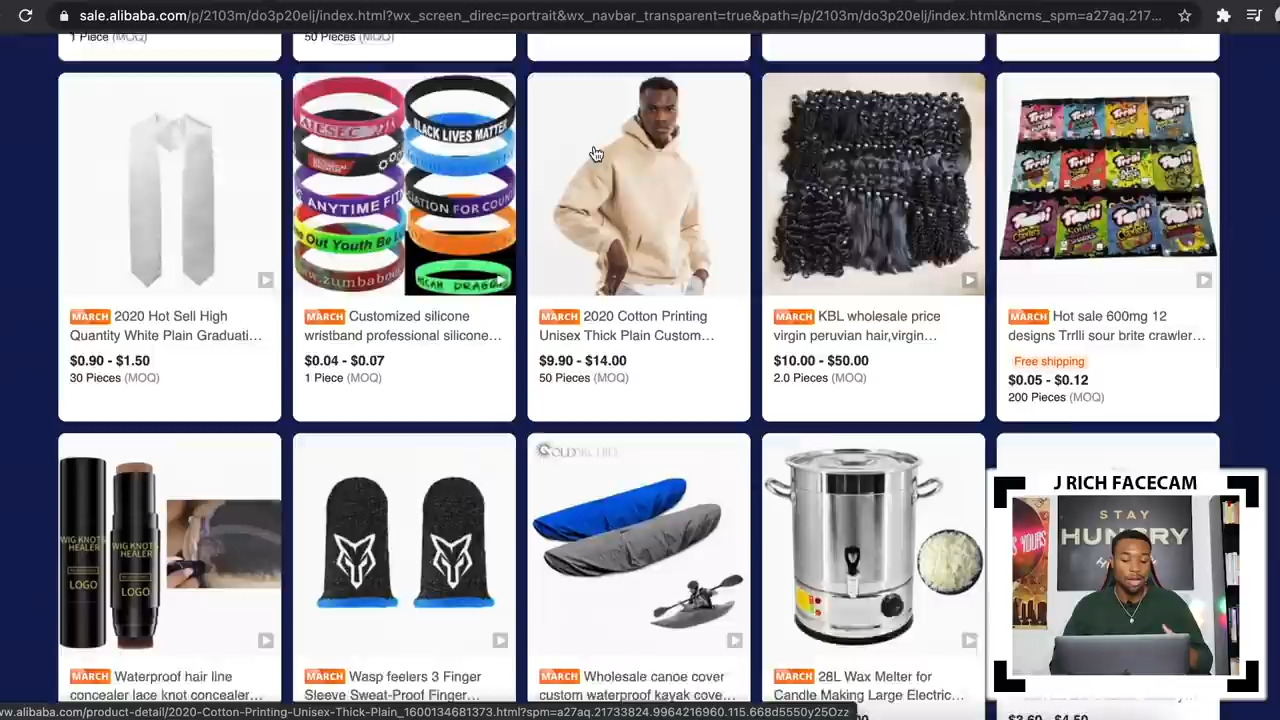 sale.alibaba.com/p/2103m/do3p20elj/index.html?wx_screen_direc=portrait&wx_navbar_transparent=true&path=/p/2103m/do3p20elj/index.html&ncms_spm=a27aq.217...
1 Piece (MOQ)
50 Pieces (MOQ)
BLACK LIVES MATTER
ANYTIME FIT
Out Youth Be
www.zumba
MICAH DRAGO
Trrlli
MARCH 2020 Hot Sell High
Quantity White Plain Graduati...
$0.90 - $1.50
30 Pieces (MOQ)
MARCH Customized silicone
wristband professional silicone...
$0.04 - $0.07
1 Piece (MOQ)
MARCH 2020 Cotton Printing
Unisex Thick Plain Custom...
$9.90 - $14.00
50 Pieces (MOQ)
MARCH KBL wholesale price
virgin peruvian hair,virgin...
$10.00 - $50.00
2.0 Pieces (MOQ)
MARCH Hot sale 600mg 12
designs Trrlli sour brite crawler...
Free shipping
$0.05 - $0.12
200 Pieces (MOQ)
WIG KNOT
HEALER
LOGO
WIG KNOT
HEALER
LOGO
J RICH FACECAM
STAY
HUNGRY
MARCH Waterproof hair line
concealer lace knot concealer...
MARCH Wasp feelers 3 Finger
Sleeve Sweat-Proof Finger...
MARCH Wholesale canoe cover
custom waterproof kayak cove...
MARCH 28L Wax Melter for
Candle Making Large Electric...
$3.60 - $4.50
ww.alibaba.com/product-detail/2020-Cotton-Printing-Unisex-Thick-Plain_1600134681373.html?spm=a27aq.21733824.9964216960.115.668d5550y25Ozz